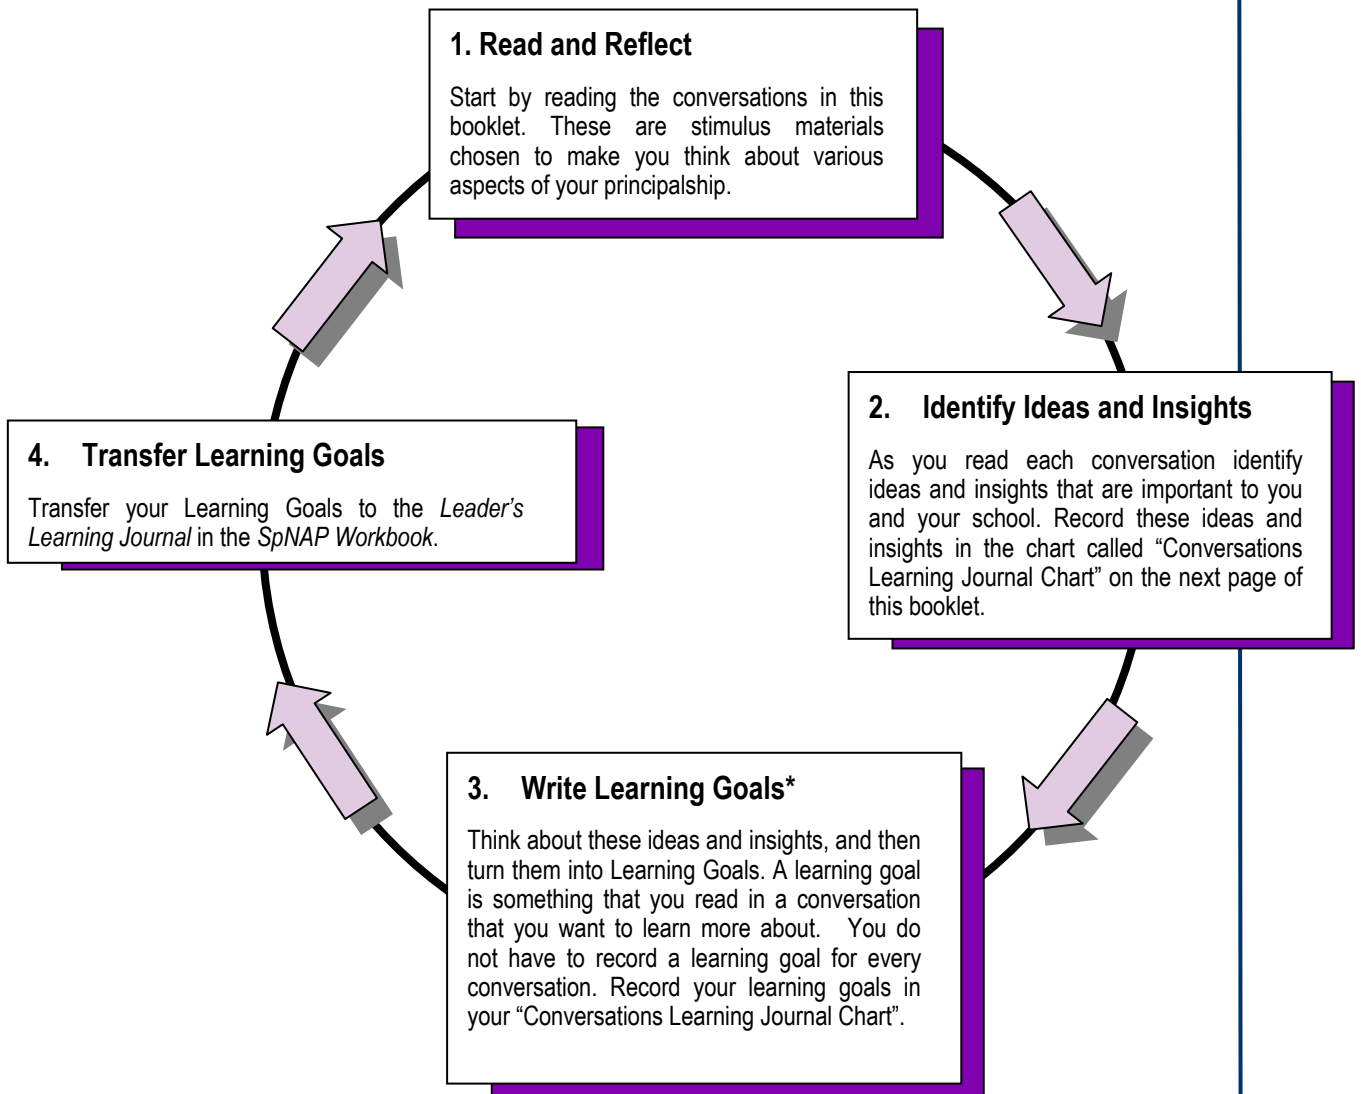 1. Read and Reflect
Start by reading the conversations in this
booklet. These are stimulus materials
chosen to make you think about various
aspects of your principalship.
2. Identify Ideas and Insights
As you read each conversation identify
ideas and insights that are important to you
and your school. Record these ideas and
insights in the chart called “Conversations
Learning Journal Chart” on the next page of
this booklet.
3. Write Learning Goals*
Think about these ideas and insights, and then
turn them into Learning Goals. A learning goal
is something that you read in a conversation
that you want to learn more about. You do
not have to record a learning goal for every
conversation. Record your learning goals in
your “Conversations Learning Journal Chart”.
4. Transfer Learning Goals
Transfer your Learning Goals to the Leader’s
Learning Journal in the SpNAP Workbook.